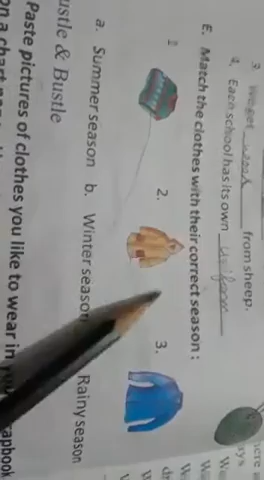 3. We get wool from sheep.
4. Each school has its own uniform
E. Match the clothes with their correct season :
1. 2. 3.
a. Summer season b. Winter season Rainy season
ustle & Bustle
Paste pictures of clothes you like to wear in
on a chart
apbook